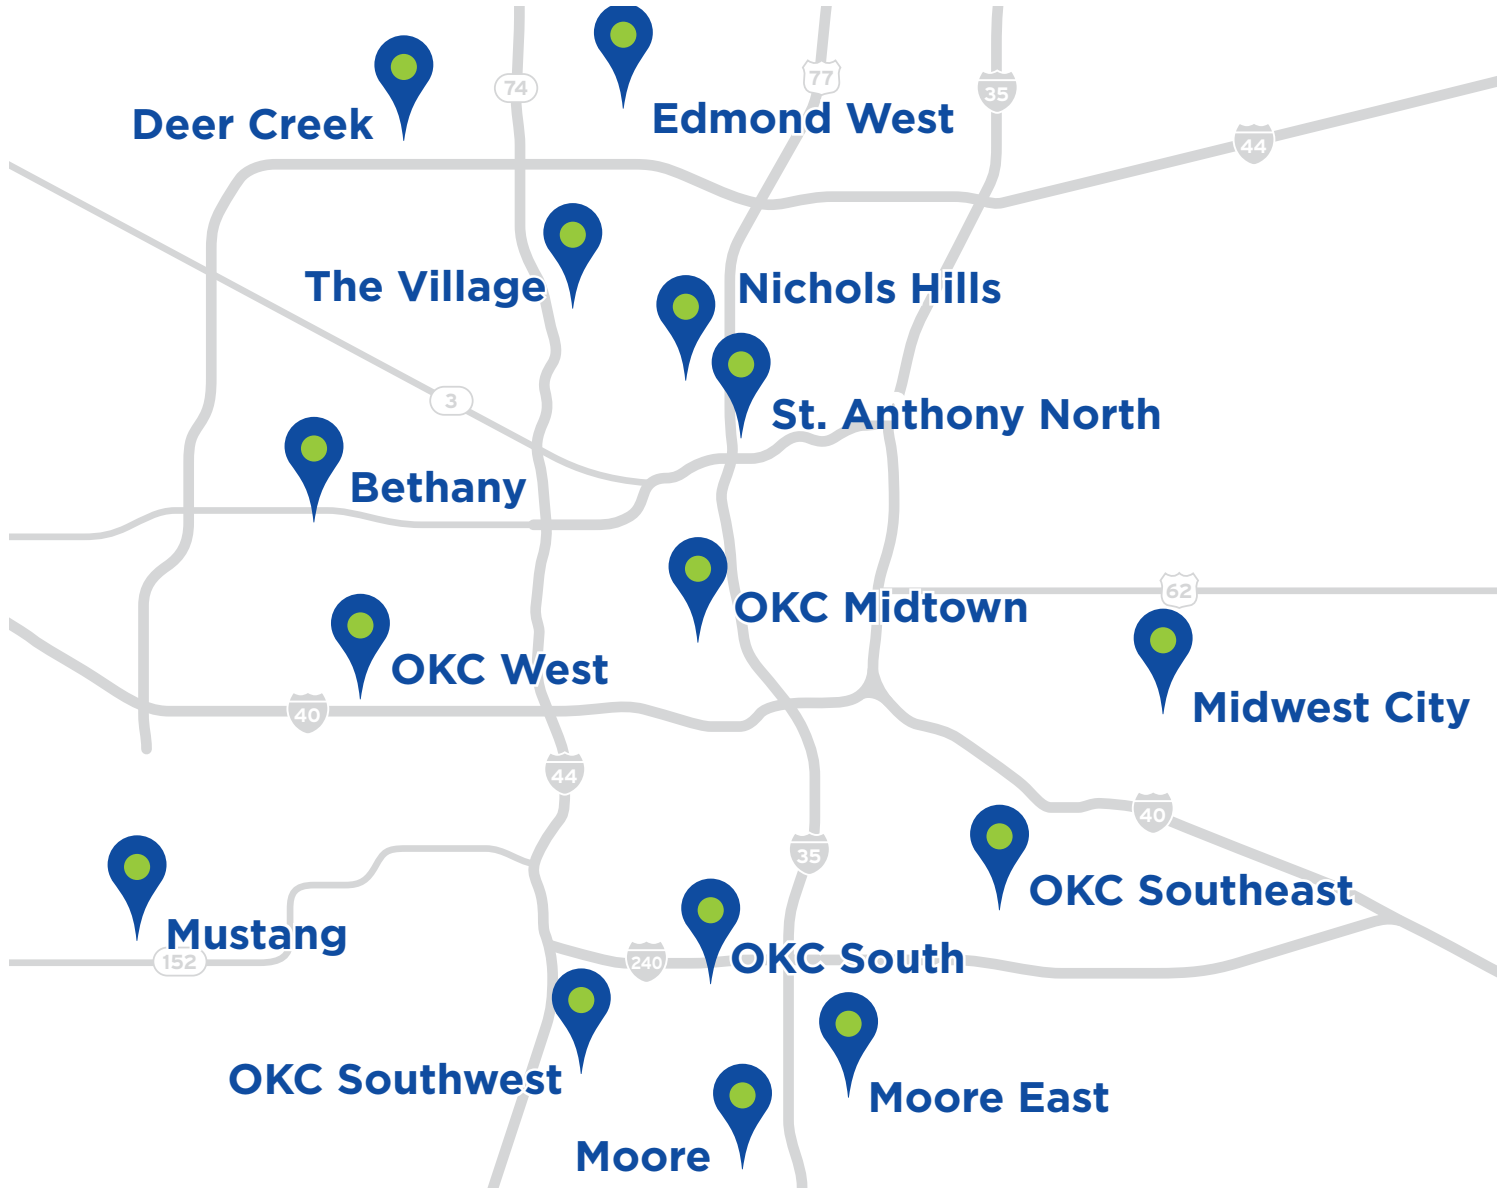 74
77
35
Deer Creek
Edmond West
44
The Village
Nichols Hills
3
St. Anthony North
Bethany
62
OKC Midtown
OKC West
Midwest City
40
44
40
35
OKC Southeast
Mustang
152
240
OKC South
OKC Southwest
Moore East
Moore